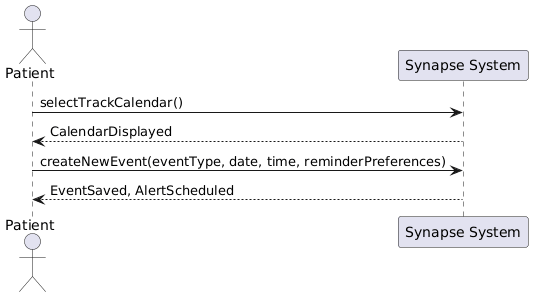 Patient
Synapse System
selectTrackCalendar()
CalendarDisplayed
createNewEvent(eventType, date, time, reminderPreferences)
EventSaved, AlertScheduled
Patient
Synapse System